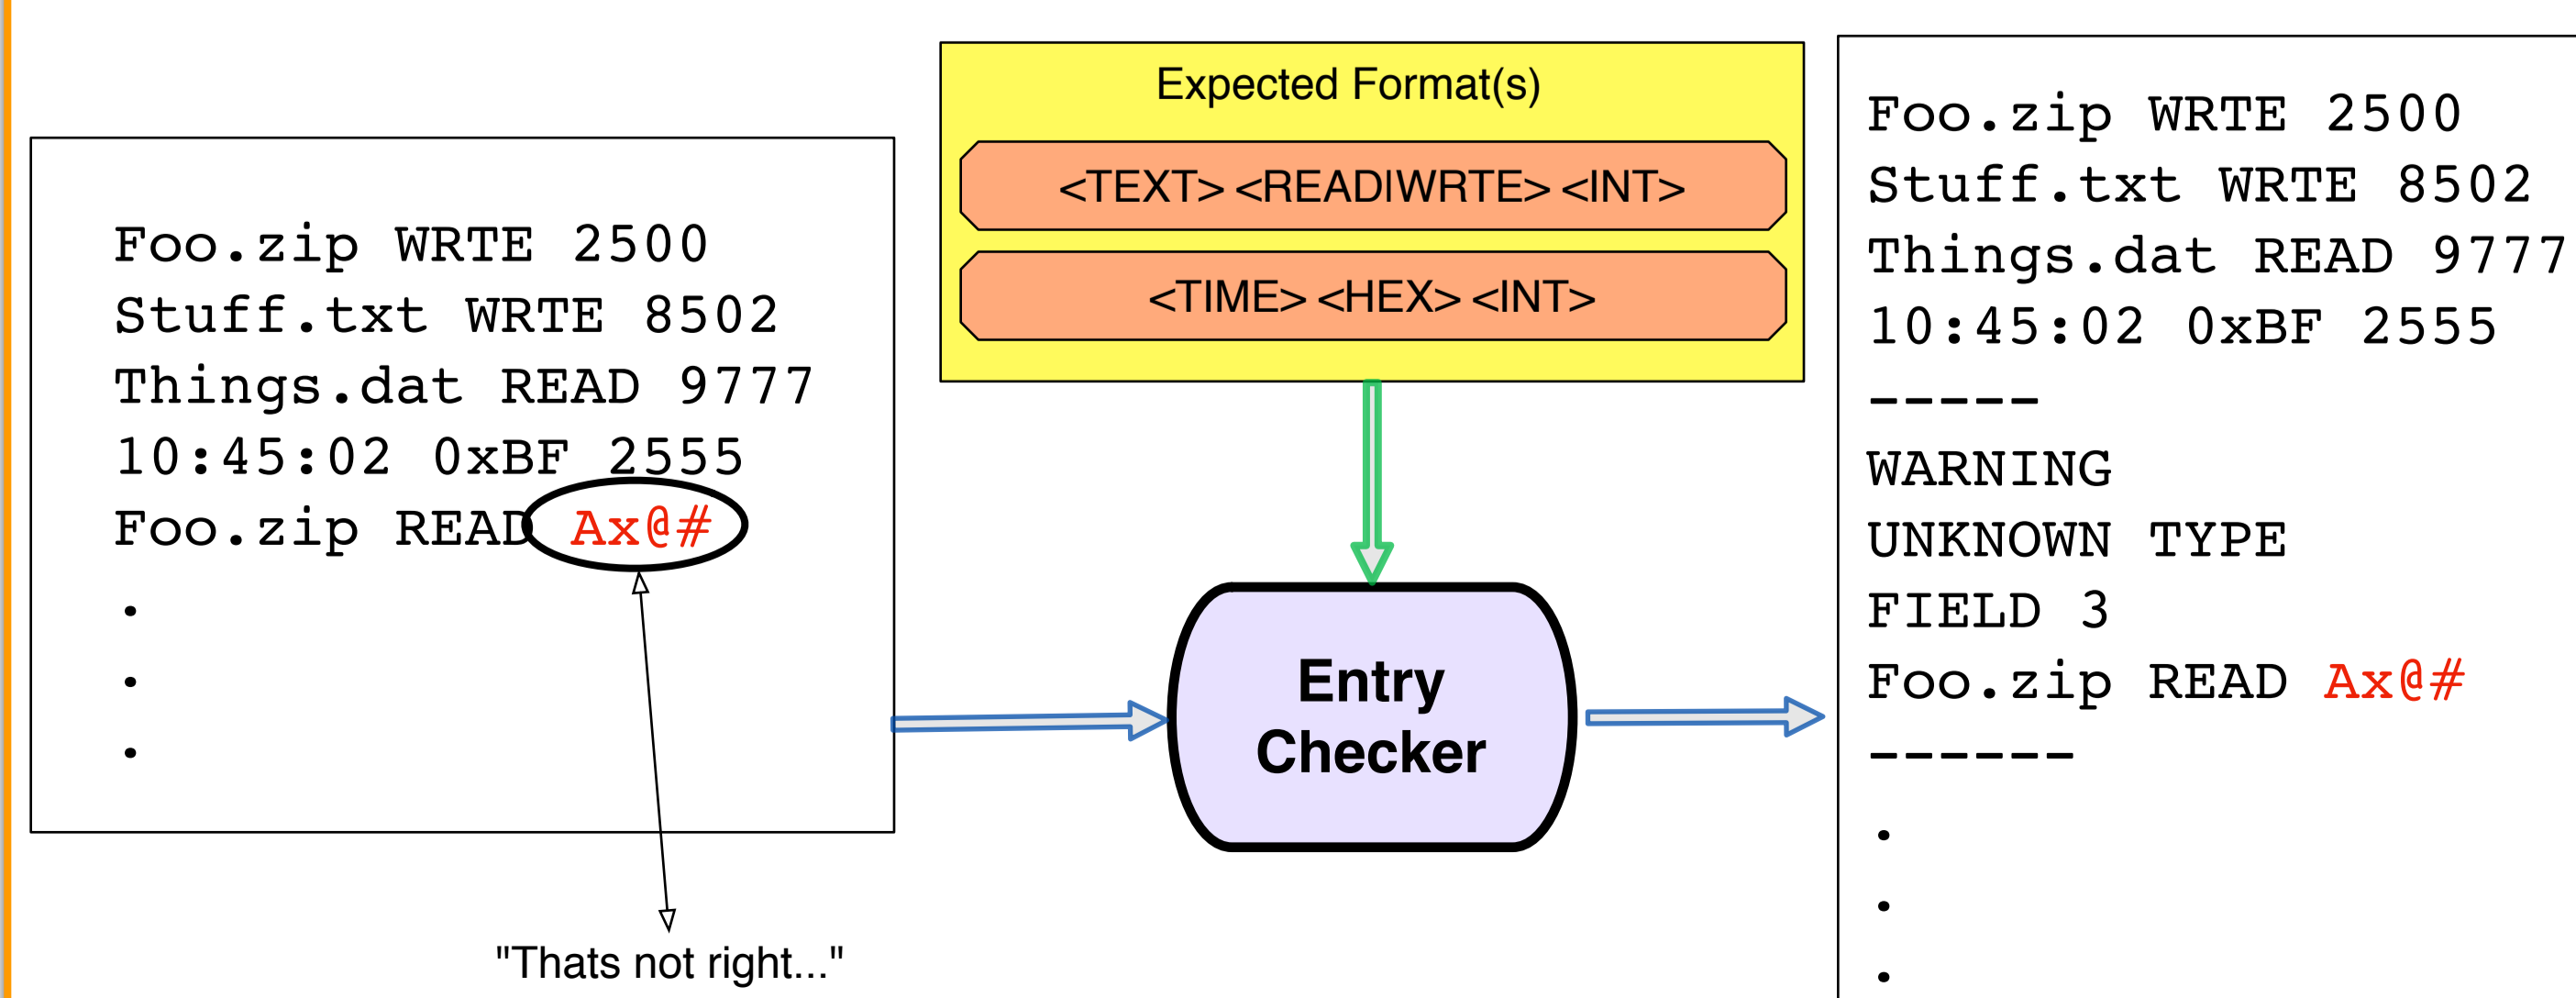 Foo.zip WRTE 2500
Stuff.txt WRTE 8502
Things.dat READ 9777
10:45:02 0xBF 2555
Foo.zip READ Ax@#
.
.
.
"Thats not right..."
Expected Format(s)
<TEXT> <READ|WRTE> <INT>
<TIME> <HEX> <INT>
Entry
Checker
Foo.zip WRTE 2500
Stuff.txt WRTE 8502
Things.dat READ 9777
10:45:02 0xBF 2555
-----
WARNING
UNKNOWN TYPE
FIELD 3
Foo.zip READ Ax@#
------
.
.
.